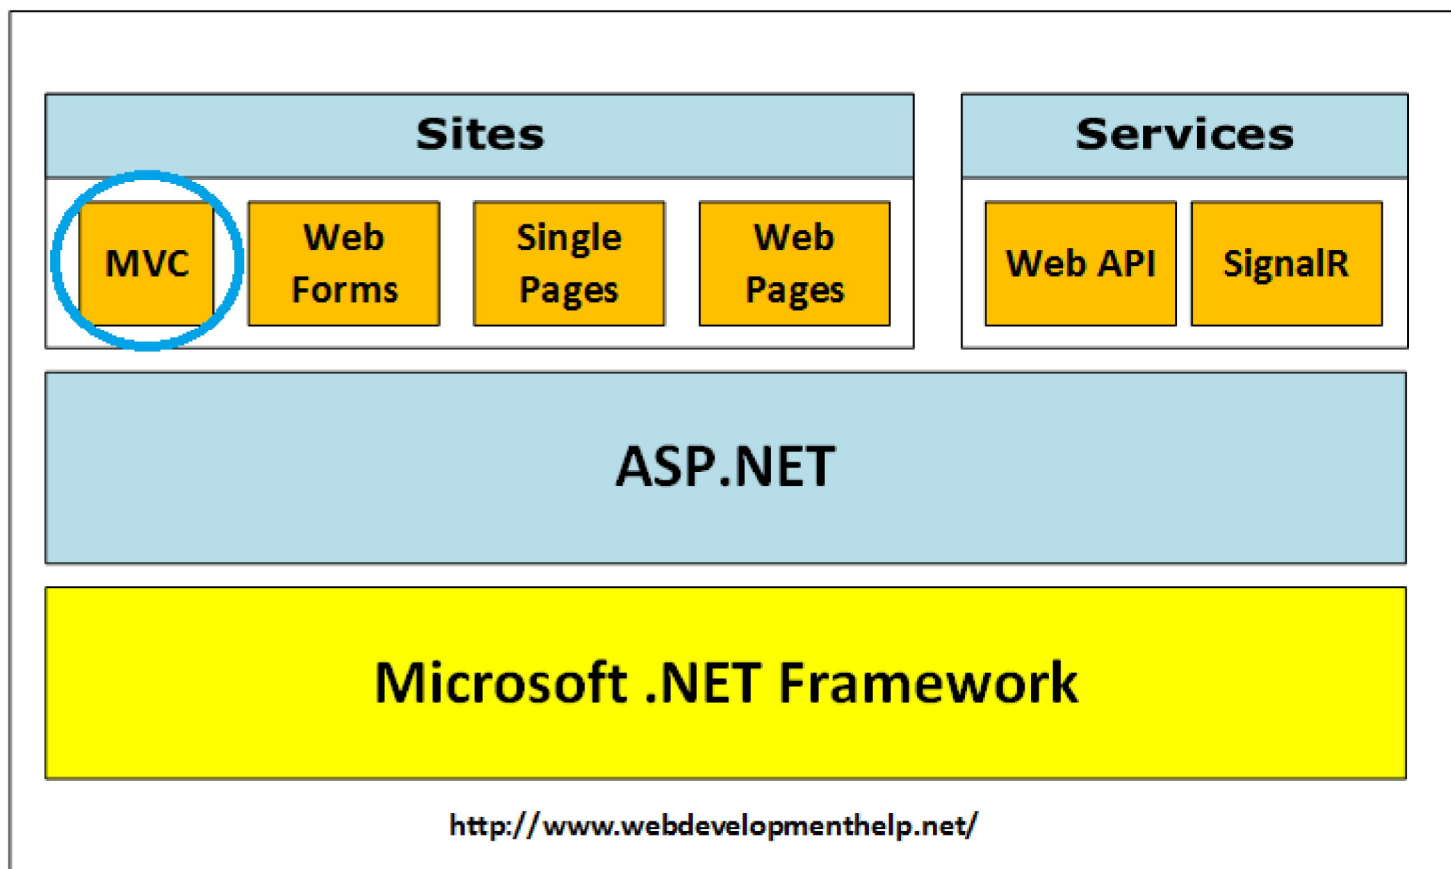 Sites
Services
MVC
Web
Forms
Single
Pages
Web
Pages
Web API
SignalR
ASP.NET
Microsoft .NET Framework
http://www.webdevelopmenthelp.net/